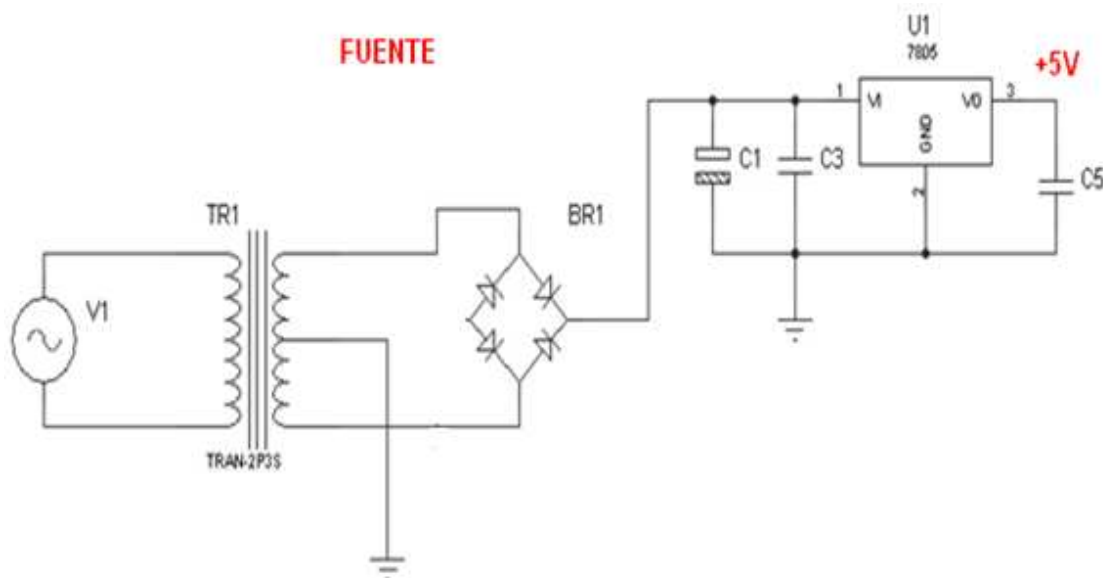 FUENTE
U1
7805
+5V
1
VI
VO
3
GND
2
C1
C3
C5
TR1
BR1
V1
TRAN-2P3S